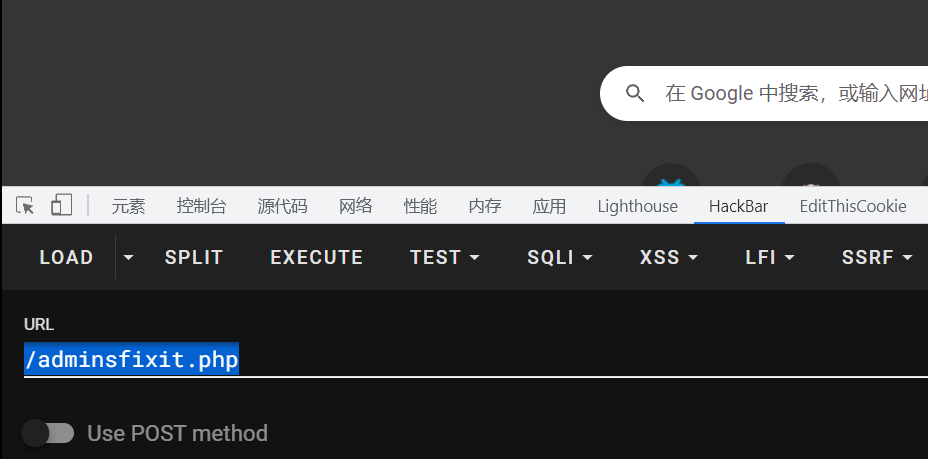 在 Google 中搜索，或输入网址
元素 控制台 源代码 网络 性能 内存 应用 Lighthouse HackBar EditThisCookie
LOAD SPLIT EXECUTE TEST SQLI XSS LFI SSRF
URL
/adminsfixit.php
Use POST method